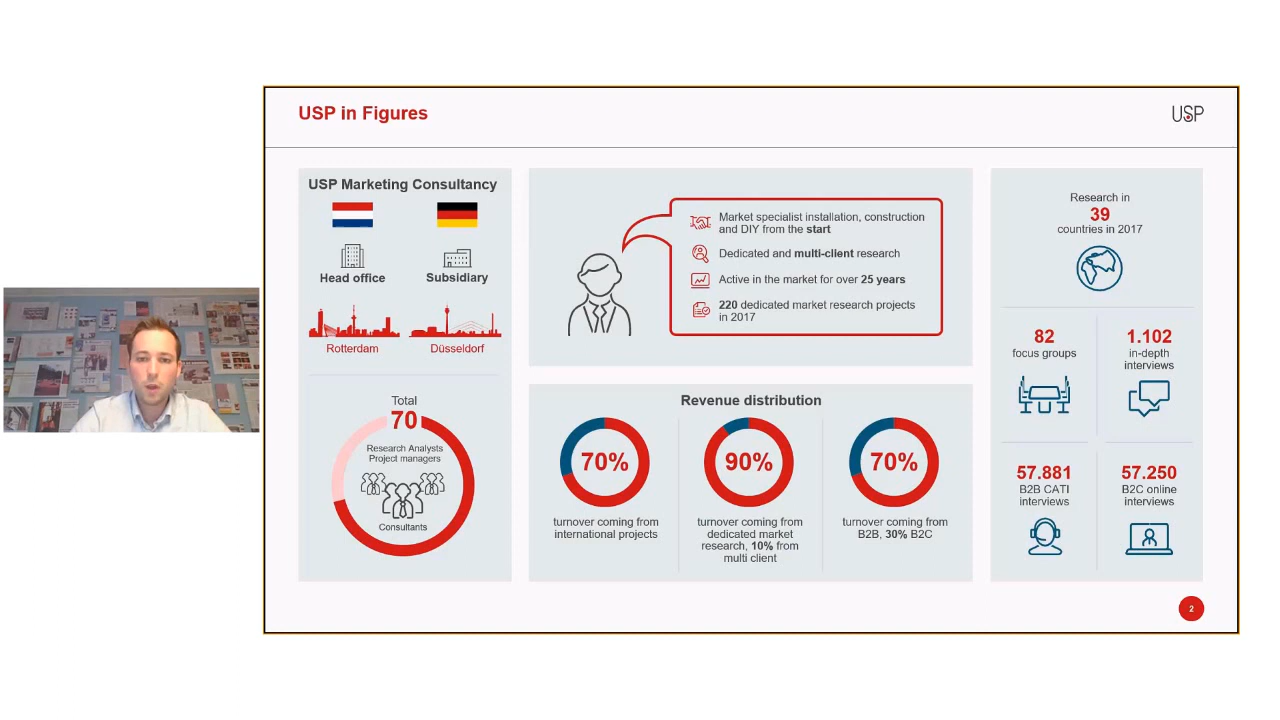 USP in Figures
USP
USP Marketing Consultancy
Head office
Subsidiary
Rotterdam
Düsseldorf
Total
70
Research Analysts
Project managers
Consultants
Market specialist installation, construction
and DIY from the start
Dedicated and multi-client research
Active in the market for over 25 years
220 dedicated market research projects
in 2017
Revenue distribution
70%
turnover coming from
international projects
90%
turnover coming from
dedicated market
research, 10% from
multi client
70%
turnover coming from
B2B, 30% B2C
Research in
39
countries in 2017
82
focus groups
1.102
in-depth
interviews
57.881
B2B CATI
interviews
57.250
B2C online
interviews
2